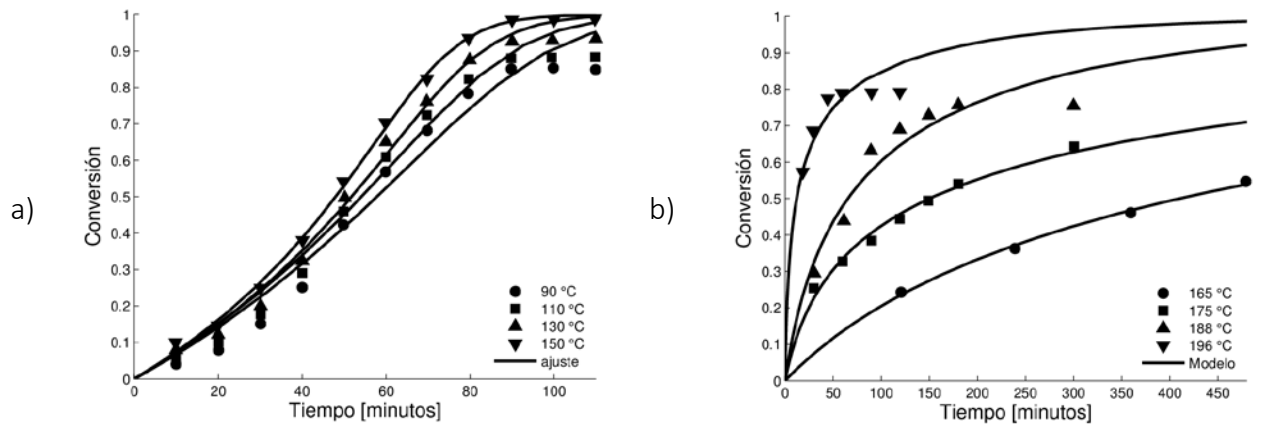 a)
Conversión
1
0.9
0.8
0.7
0.6
0.5
0.4
0.3
0.2
0.1
0
0 20 40 60 80 100
Tiempo [minutos]
90 °C
110 °C
130 °C
150 °C
ajuste
b)
Conversión
1
0.9
0.8
0.7
0.6
0.5
0.4
0.3
0.2
0.1
0
0 50 100 150 200 250 300 350 400 450
Tiempo [minutos]
165 °C
175 °C
188 °C
196 °C
Modelo